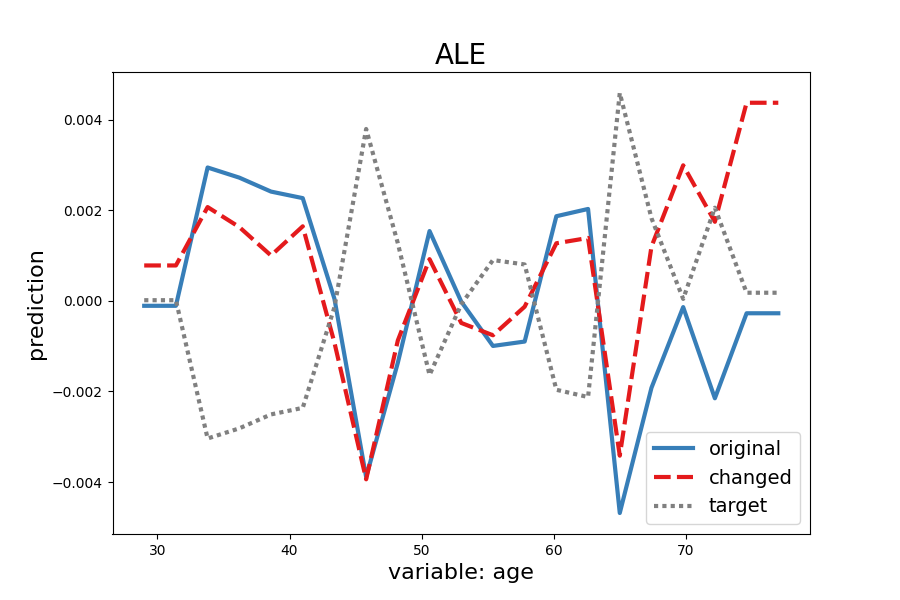 ALE
prediction
0.004
0.002
0.000
−0.002
−0.004
30 40 50 60 70
variable: age
original
changed
target